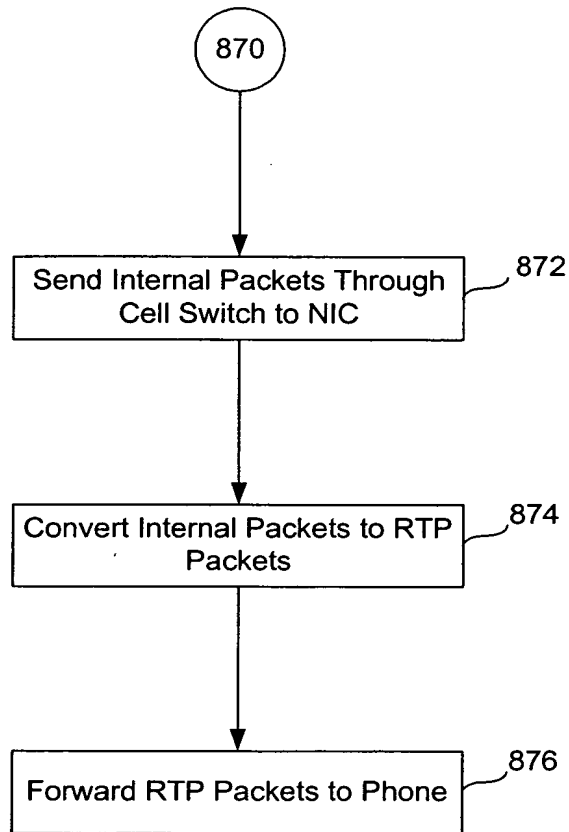 870
Send Internal Packets Through
Cell Switch to NIC
872
Convert Internal Packets to RTP
Packets
874
Forward RTP Packets to Phone
876